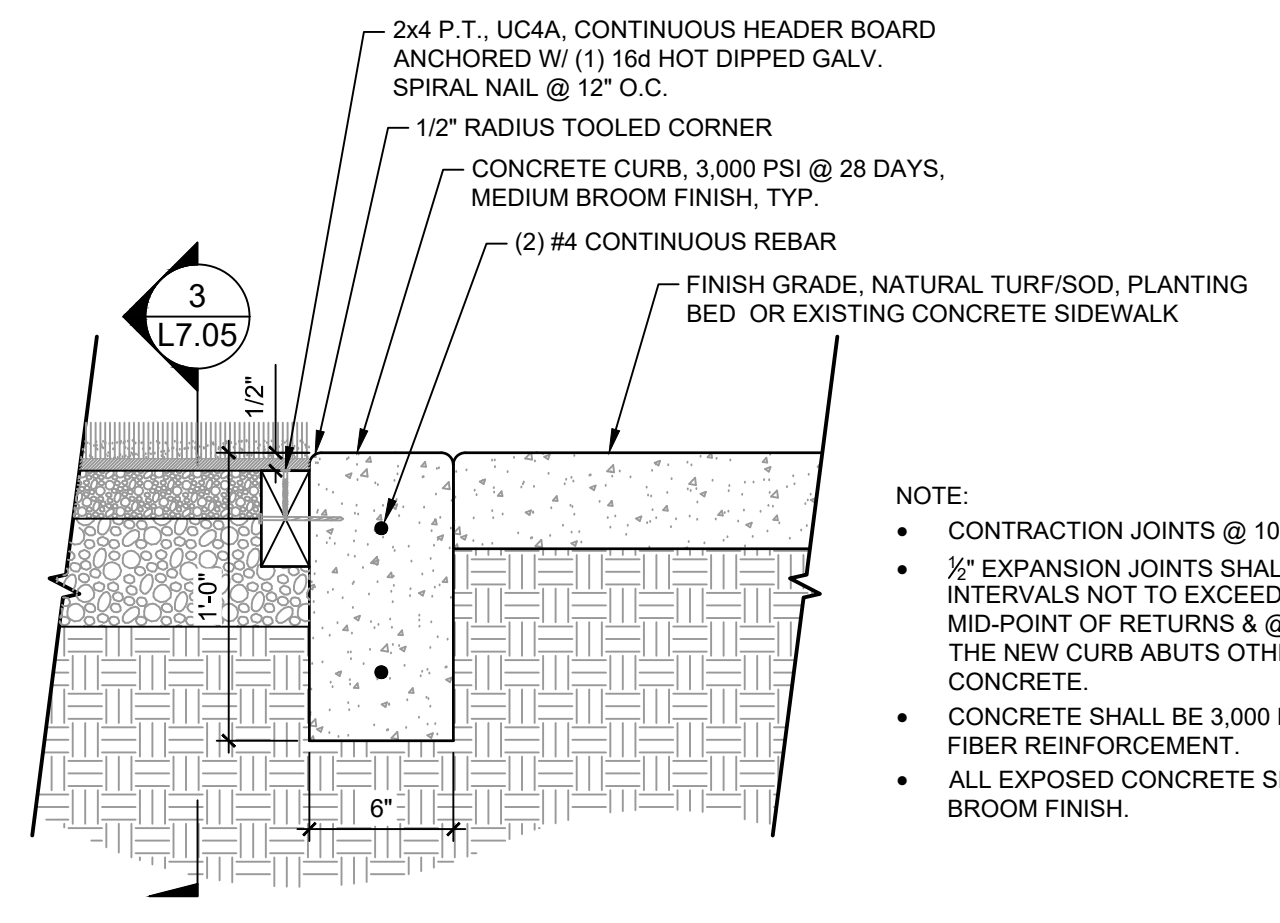 2x4 P.T., UC4A, CONTINUOUS HEADER BOARD
ANCHORED W/ (1) 16d HOT DIPPED GALV.
SPIRAL NAIL @ 12" O.C.
1/2" RADIUS TOOLED CORNER
CONCRETE CURB, 3,000 PSI @ 28 DAYS,
MEDIUM BROOM FINISH, TYP.
(2) #4 CONTINUOUS REBAR
FINISH GRADE, NATURAL TURF/SOD, PLANTING
BED OR EXISTING CONCRETE SIDEWALK
3
L7.05
1/2"
1'-0"
6"
NOTE:
• CONTRACTION JOINTS @ 10
• ½" EXPANSION JOINTS SHAL
INTERVALS NOT TO EXCEED
MID-POINT OF RETURNS & @
THE NEW CURB ABUTS OTH
CONCRETE.
• CONCRETE SHALL BE 3,000
FIBER REINFORCEMENT.
• ALL EXPOSED CONCRETE
BROOM FINISH.